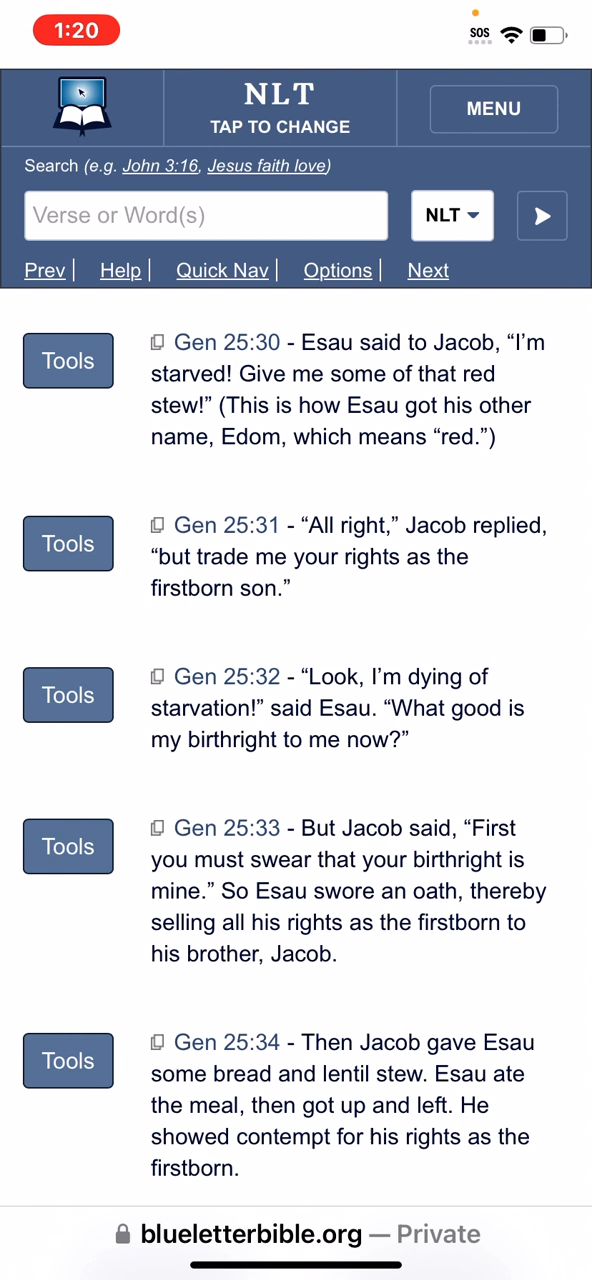 1:20
SOS
NLT
TAP TO CHANGE
MENU
Search (e.g. John 3:16, Jesus faith love)
Verse or Word(s)
NLT
Prev | Help | Quick Nav | Options | Next
Tools
Gen 25:30 - Esau said to Jacob, “I’m
starved! Give me some of that red
stew!” (This is how Esau got his other
name, Edom, which means “red.”)
Tools
Gen 25:31 - “All right,” Jacob replied,
“but trade me your rights as the
firstborn son.”
Tools
Gen 25:32 - “Look, I’m dying of
starvation!” said Esau. “What good is
my birthright to me now?”
Tools
Gen 25:33 - But Jacob said, “First
you must swear that your birthright is
mine.” So Esau swore an oath, thereby
selling all his rights as the firstborn to
his brother, Jacob.
Tools
Gen 25:34 - Then Jacob gave Esau
some bread and lentil stew. Esau ate
the meal, then got up and left. He
showed contempt for his rights as the
firstborn.
blueletterbible.org — Private